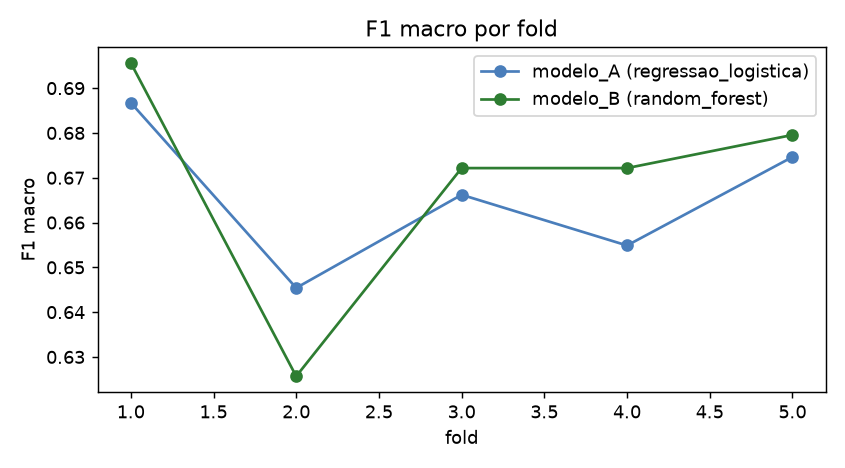 F1 macro por fold
modelo_A (regressao_logistica)
modelo_B (random_forest)
F1 macro
0.69
0.68
0.67
0.66
0.65
0.64
0.63
1.0 1.5 2.0 2.5 3.0 3.5 4.0 4.5 5.0
fold